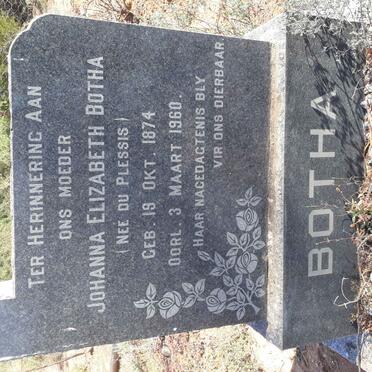 TER HERINNERING AAN
ONS MOEDER
JOHANNA ELIZABETH BOTHA
(NEE DU PLESSIS)
GEB. 19 OKT. 1874
OORL. 3 MAART 1960.
HAAR NAGEDAGTENIS BLY
VIR ONS DIERBAAR
BOTHA